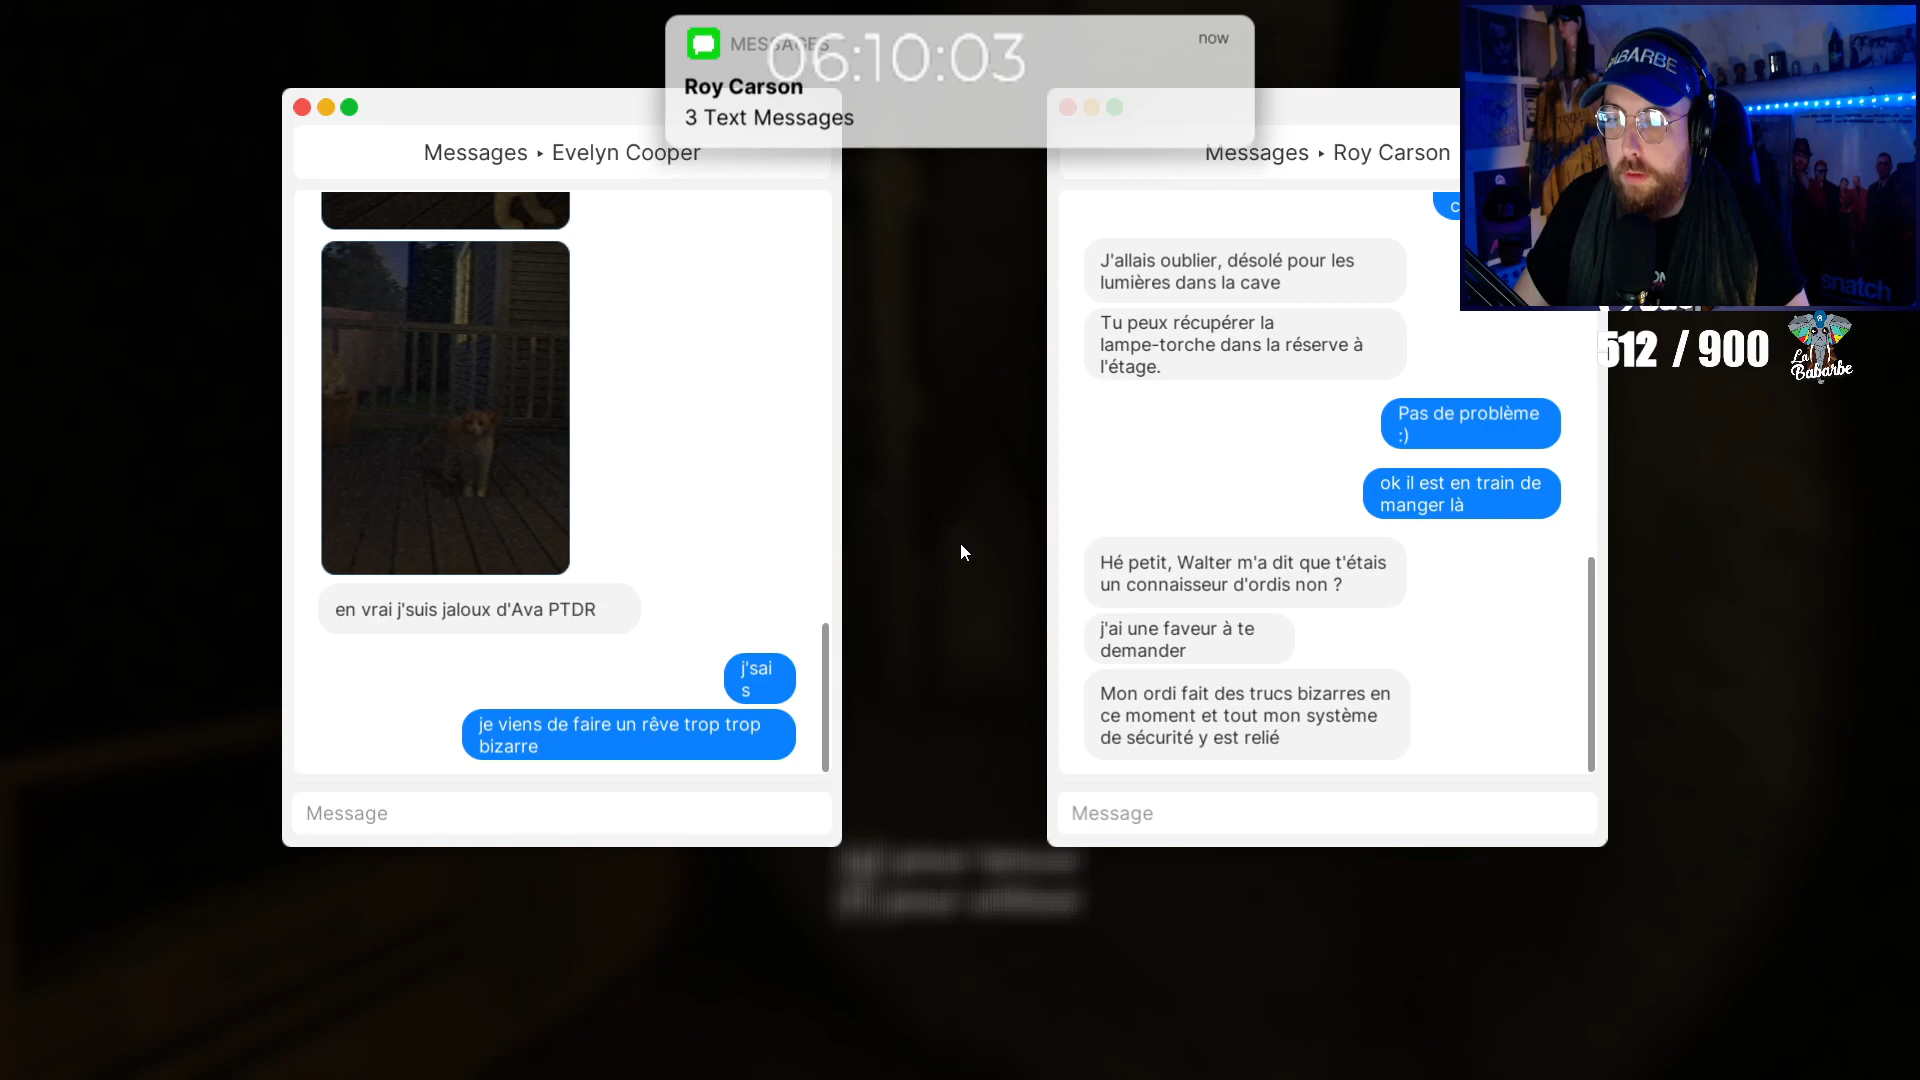 MESSAGES
now
06:10:03
Roy Carson
3 Text Messages
Messages ‣ Evelyn Cooper
en vrai j'suis jaloux d'Ava PTDR
j'sai
s
je viens de faire un rêve trop trop
bizarre
Message
Messages ‣ Roy Carson
c
J'allais oublier, désolé pour les
lumières dans la cave
Tu peux récupérer la
lampe-torche dans la réserve à
l'étage.
Pas de problème
:)
ok il est en train de
manger là
Hé petit, Walter m'a dit que t'étais
un connaisseur d'ordis non ?
j'ai une faveur à te
demander
Mon ordi fait des trucs bizarres en
ce moment et tout mon système
de sécurité y est relié
Message
BABARBE
snatch
512 / 900
La
Babarbe